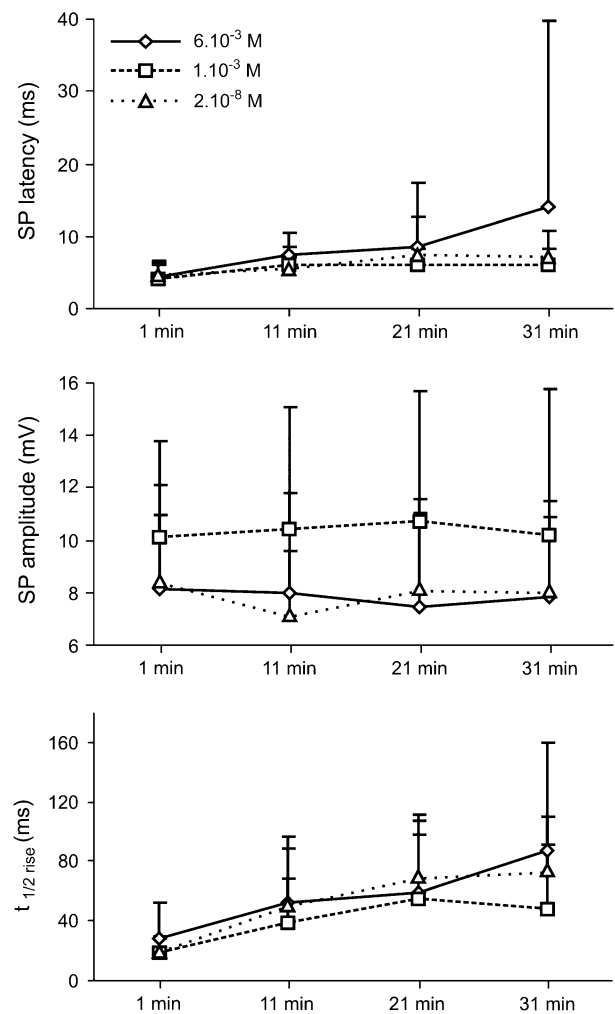 SP latency (ms)
40
30
20
10
0
6.10⁻³ M
1.10⁻³ M
2.10⁻⁸ M
1 min 11 min 21 min 31 min
SP amplitude (mV)
16
14
12
10
8
6
1 min 11 min 21 min 31 min
t 1/2 rise (ms)
160
120
80
40
0
1 min 11 min 21 min 31 min